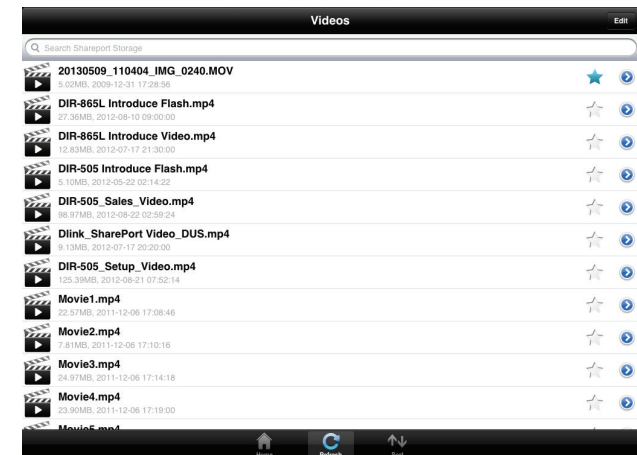 Videos
Edit
Search Shareport Storage
20130509_110404_IMG_0240.MOV
5.02MB, 2009-12-31 17:28:56
DIR-865L Introduce Flash.mp4
27.36MB, 2012-08-10 09:00:00
DIR-865L Introduce Video.mp4
12.83MB, 2012-07-17 21:30:00
DIR-505 Introduce Flash.mp4
5.10MB, 2012-05-22 02:14:22
DIR-505_Sales_Video.mp4
98.97MB, 2012-08-22 02:59:24
Dlink_SharePort Video_DUS.mp4
9.13MB, 2012-07-17 20:20:00
DIR-505_Setup_Video.mp4
125.39MB, 2012-08-21 07:52:14
Movie1.mp4
22.57MB, 2011-12-06 17:08:46
Movie2.mp4
7.81MB, 2011-12-06 17:10:16
Movie3.mp4
24.97MB, 2011-12-06 17:14:18
Movie4.mp4
23.90MB, 2011-12-06 17:19:00
Movie5.mp4
Home
Refresh
Sort